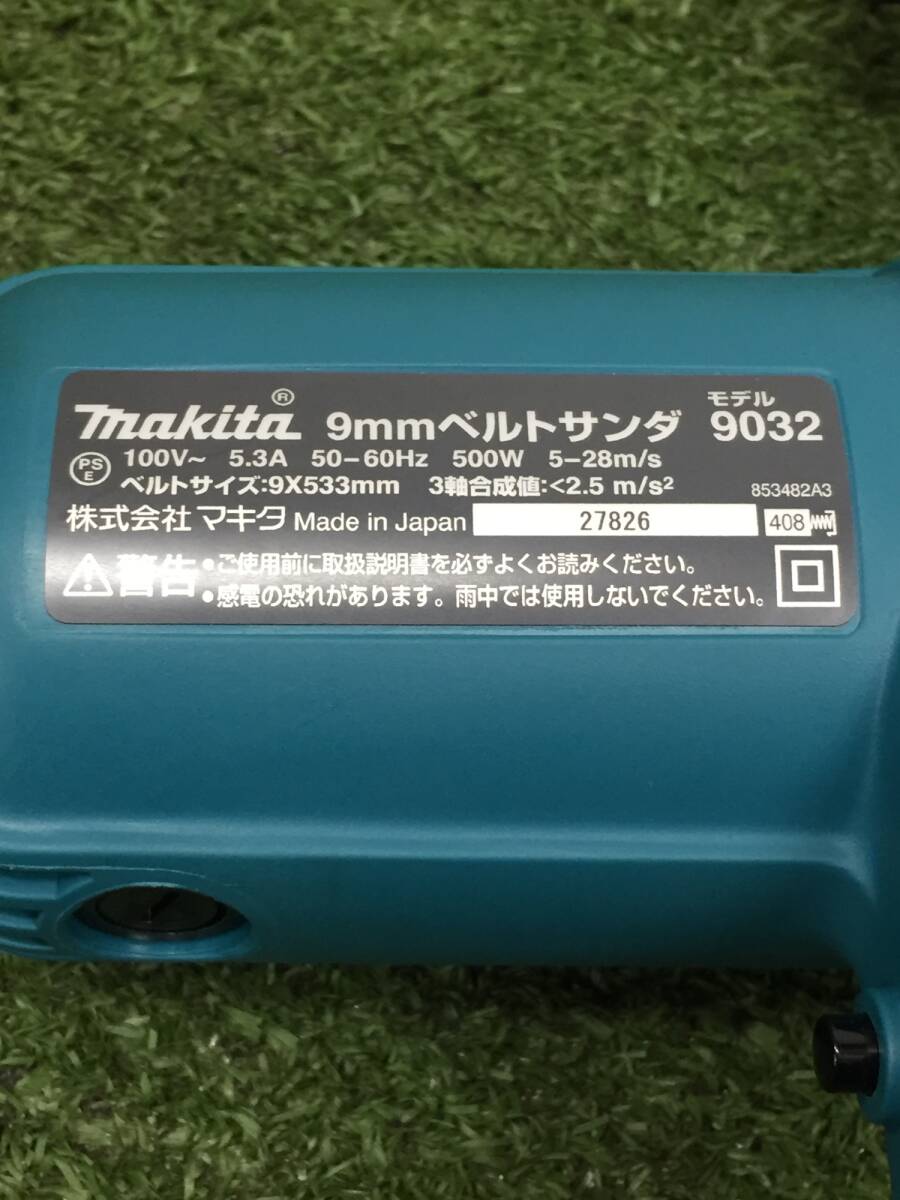 makita® 9mmベルトサンダ モデル 9032
PS E 100V~ 5.3A 50-60Hz 500W 5-28m/s
ベルトサイズ:9X533mm 3軸合成値:<2.5 m/s² 853482A3
株式会社 マキタ Made in Japan 27826 408
警告 •ご使用前に取扱説明書を必ずよくお読みください。
•感電の恐れがあります。雨中では使用しないでください。